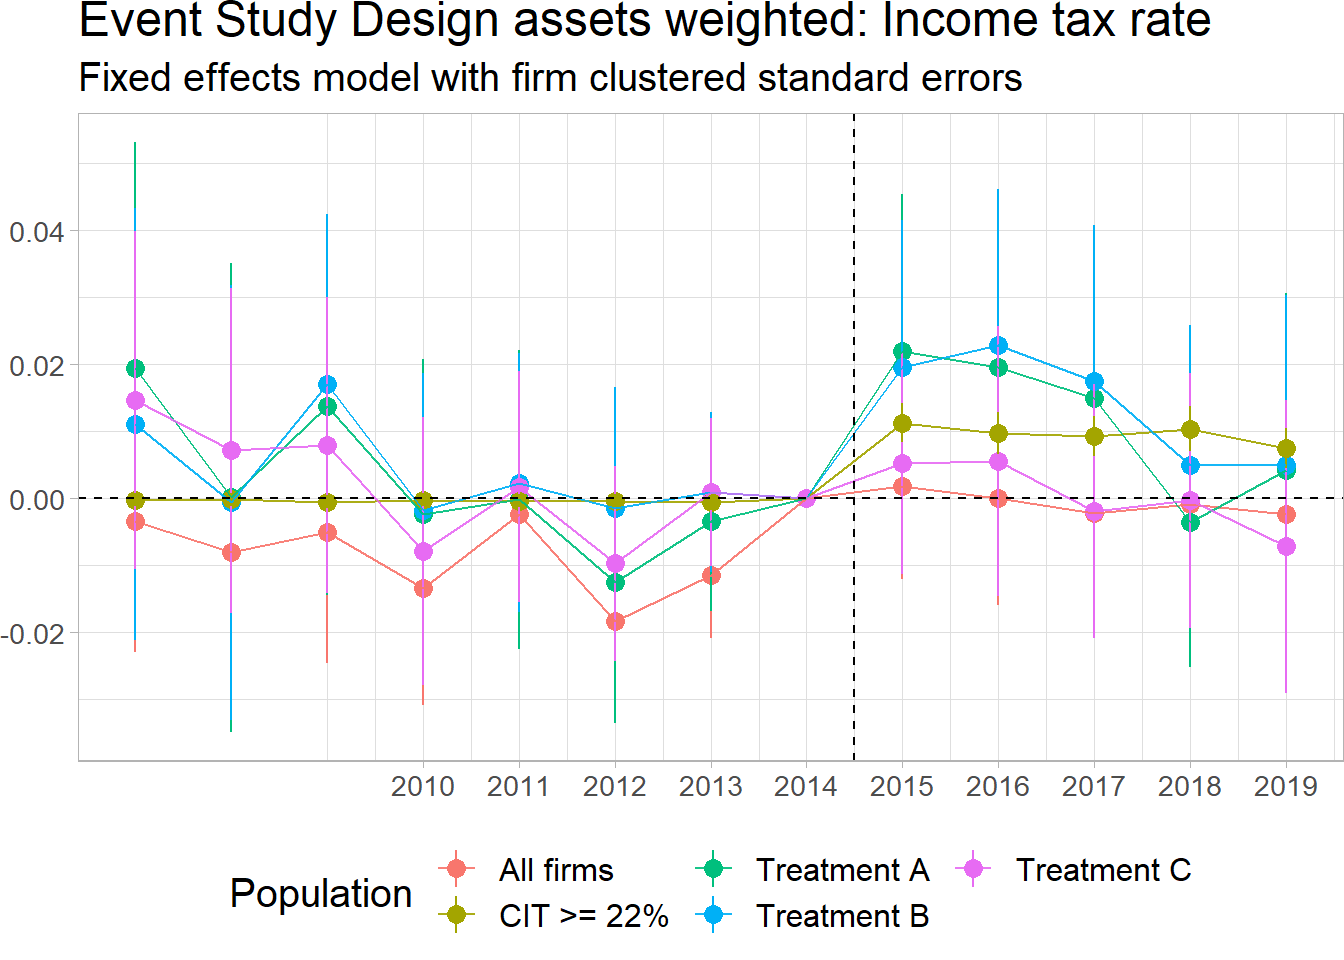 Event Study Design assets weighted: Income tax rate
Fixed effects model with firm clustered standard errors
0.04
0.02
0.00
-0.02
2010 2011 2012 2013 2014 2015 2016 2017 2018 2019
Population
All firms
Treatment A
Treatment C
CIT >= 22%
Treatment B